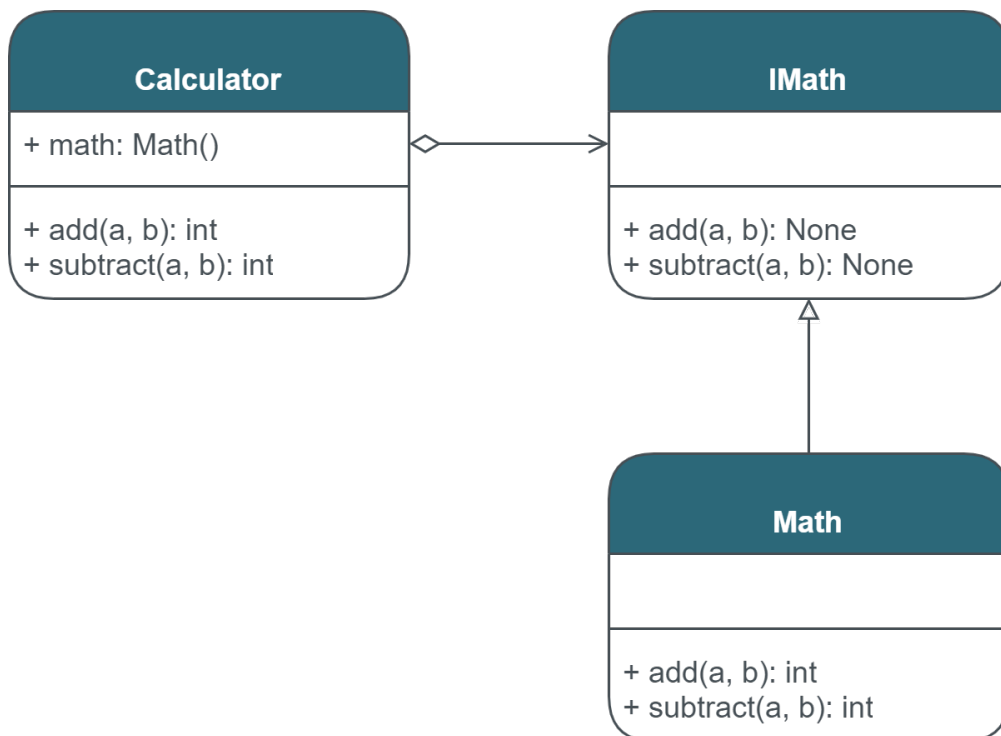 Calculator
+ math: Math()
+ add(a, b): int
+ subtract(a, b): int
IMath
+ add(a, b): None
+ subtract(a, b): None
Math
+ add(a, b): int
+ subtract(a, b): int